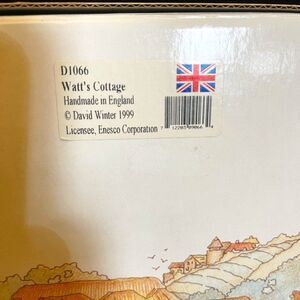 D1066
Watt's Cottage
Handmade in England
© David Winter 1999
Licensee, Enesco Corporation